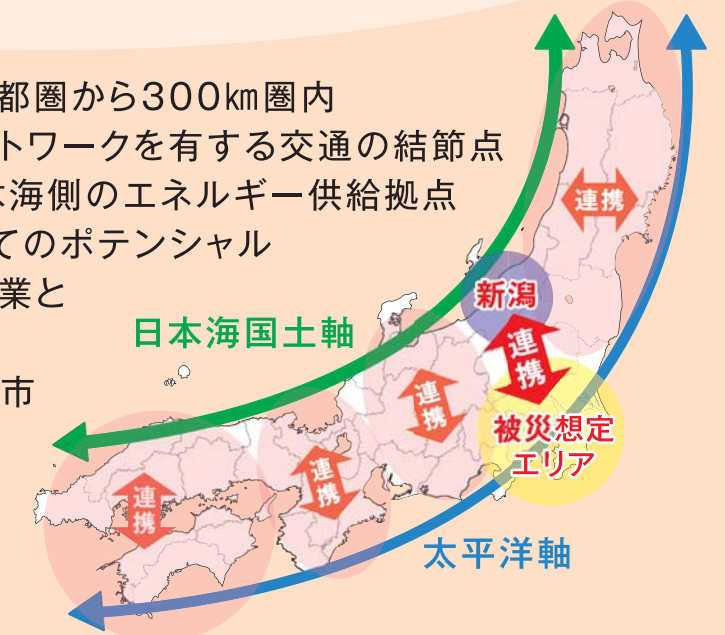 都圏から300㎞圏内
トワークを有する交通の結節点
海側のエネルギー供給拠点
てのポテンシャル
業と
市
日本海国土軸
連携
新潟
連携
被災想定
エリア
連携
連携
連携
太平洋軸